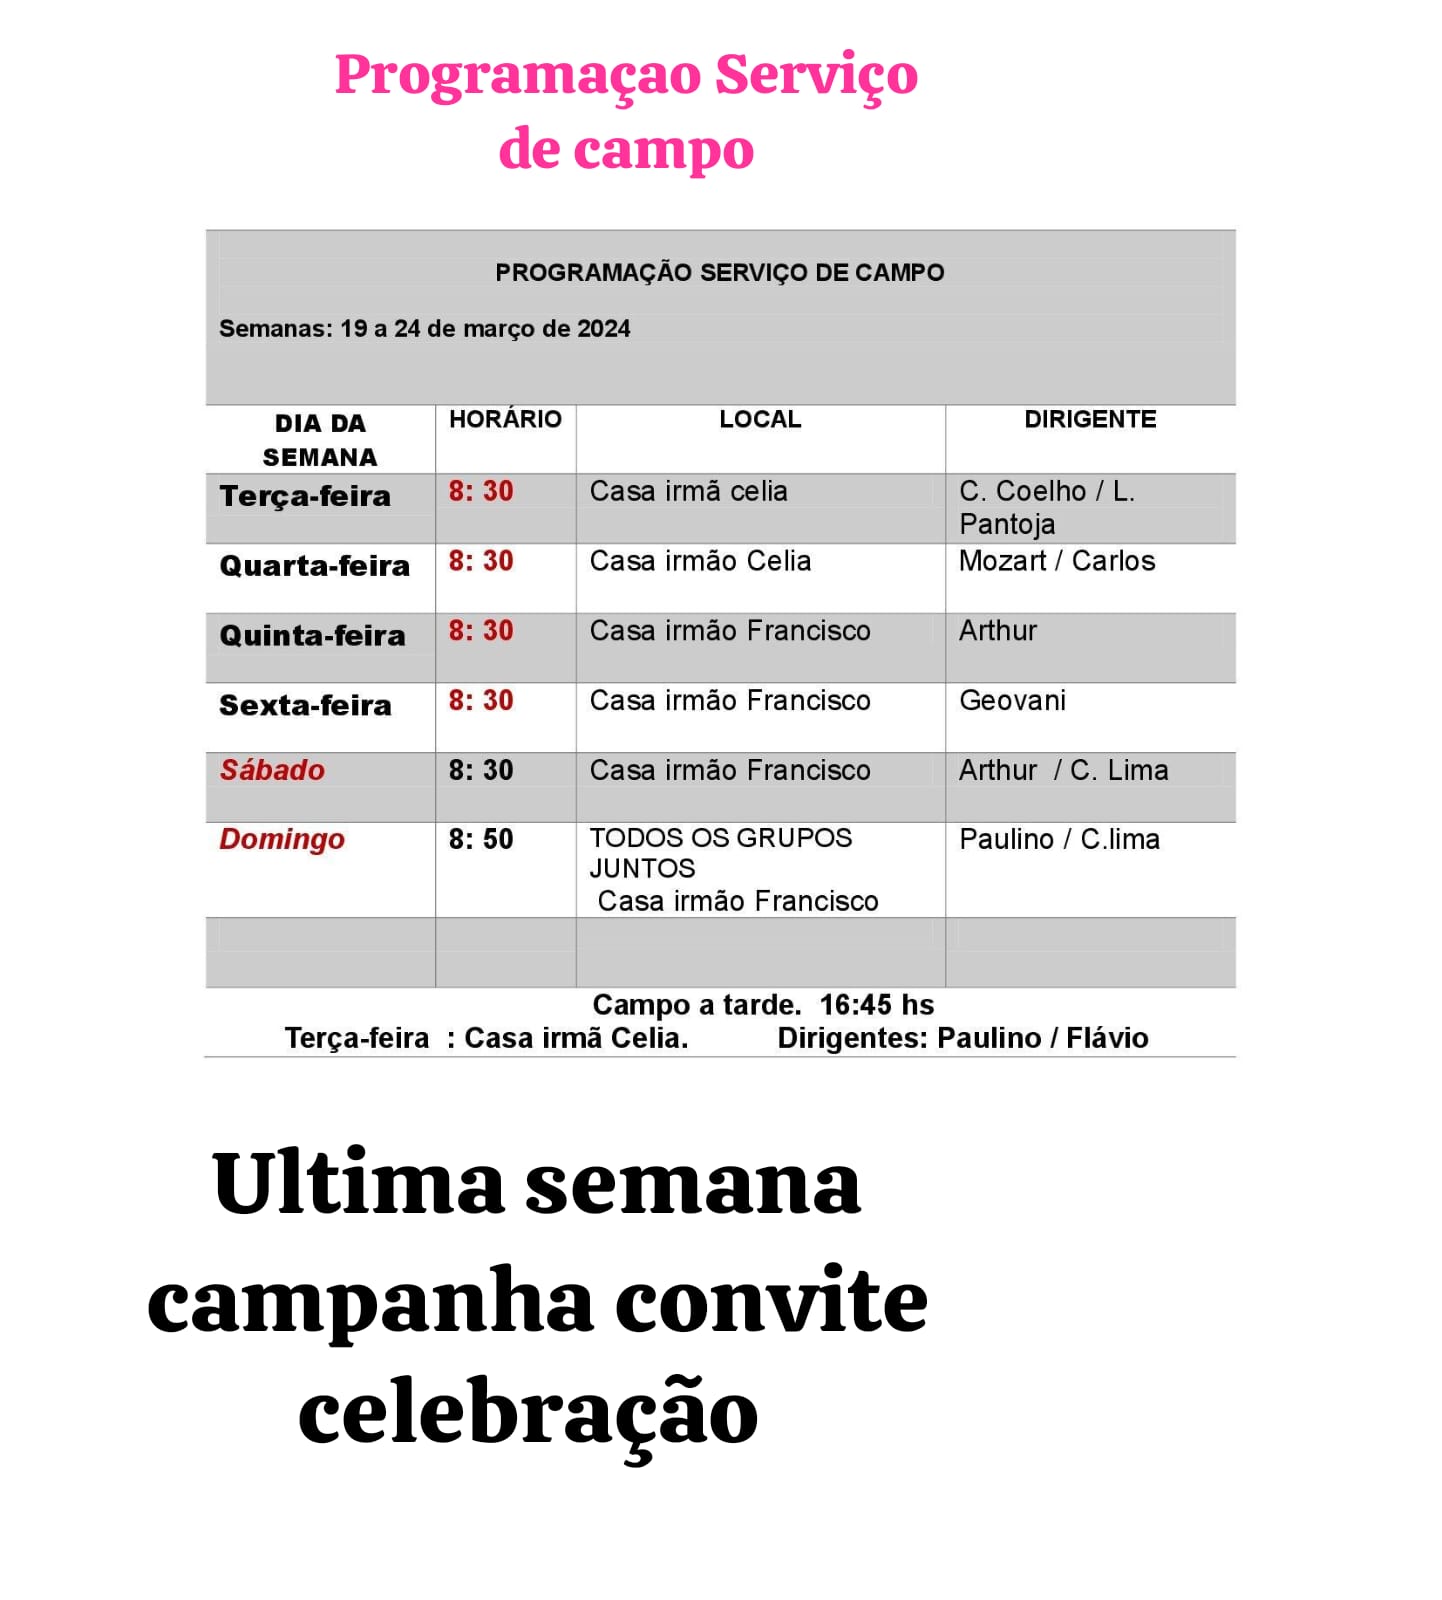 Programaçao Serviço
de campo
PROGRAMAÇÃO SERVIÇO DE CAMPO
Semanas: 19 a 24 de março de 2024
DIA DA SEMANA HORÁRIO LOCAL DIRIGENTE
Terça-feira 8: 30 Casa irmã celia C. Coelho / L. Pantoja
Quarta-feira 8: 30 Casa irmão Celia Mozart / Carlos
Quinta-feira 8: 30 Casa irmão Francisco Arthur
Sexta-feira 8: 30 Casa irmão Francisco Geovani
Sábado 8: 30 Casa irmão Francisco Arthur / C. Lima
Domingo 8: 50 TODOS OS GRUPOS JUNTOS Casa irmão Francisco Paulino / C.lima
Campo a tarde. 16:45 hs
Terça-feira : Casa irmã Celia. Dirigentes: Paulino / Flávio
Ultima semana
campanha convite
celebração